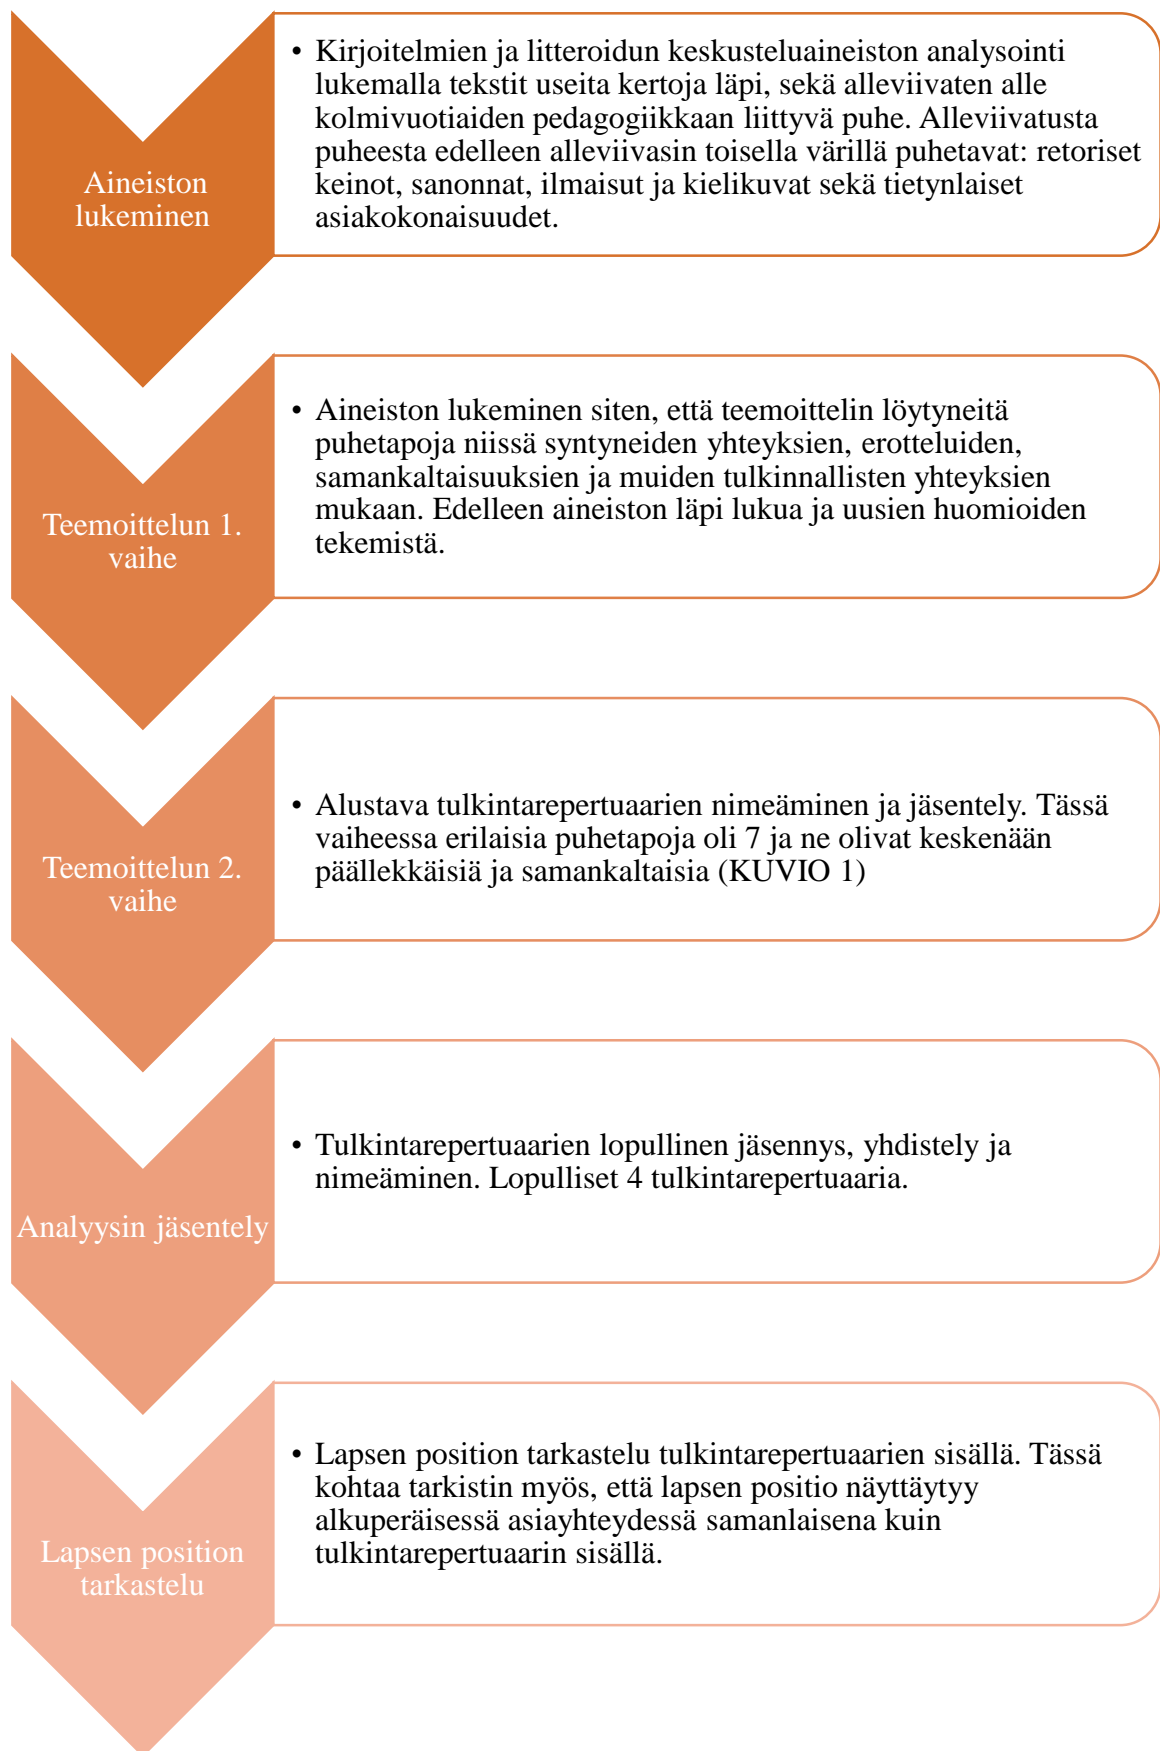 Aineiston
lukeminen
• Kirjoitelmien ja litteroidun keskusteluaineiston analysointi
lukemalla tekstit useita kertoja läpi, sekä alleviivaten alle
kolmivuotiaiden pedagogiikkaan liittyvä puhe. Alleviivatusta
puheesta edelleen alleviivasin toisella värillä puhetavat: retoriset
keinot, sanonnat, ilmaisut ja kielikuvat sekä tietynlaiset
asiakokonaisuudet.
Teemoittelun 1.
vaihe
• Aineiston lukeminen siten, että teemoittelin löytyneitä
puhetapoja niissä syntyneiden yhteyksien, erotteluiden,
samankaltaisuuksien ja muiden tulkinnallisten yhteyksien
mukaan. Edelleen aineiston läpi lukua ja uusien huomioiden
tekemistä.
Teemoittelun 2.
vaihe
• Alustava tulkintarepertuaarien nimeäminen ja jäsentely. Tässä
vaiheessa erilaisia puhetapoja oli 7 ja ne olivat keskenään
päällekkäisiä ja samankaltaisia (KUVIO 1)
Analyysin jäsentely
• Tulkintarepertuaarien lopullinen jäsennys, yhdistely ja
nimeäminen. Lopulliset 4 tulkintarepertuaaria.
Lapsen position
tarkastelu
• Lapsen position tarkastelu tulkintarepertuaarien sisällä. Tässä
kohtaa tarkistin myös, että lapsen positio näyttäytyy
alkuperäisessä asiayhteydessä samanlaisena kuin
tulkintarepertuaarin sisällä.